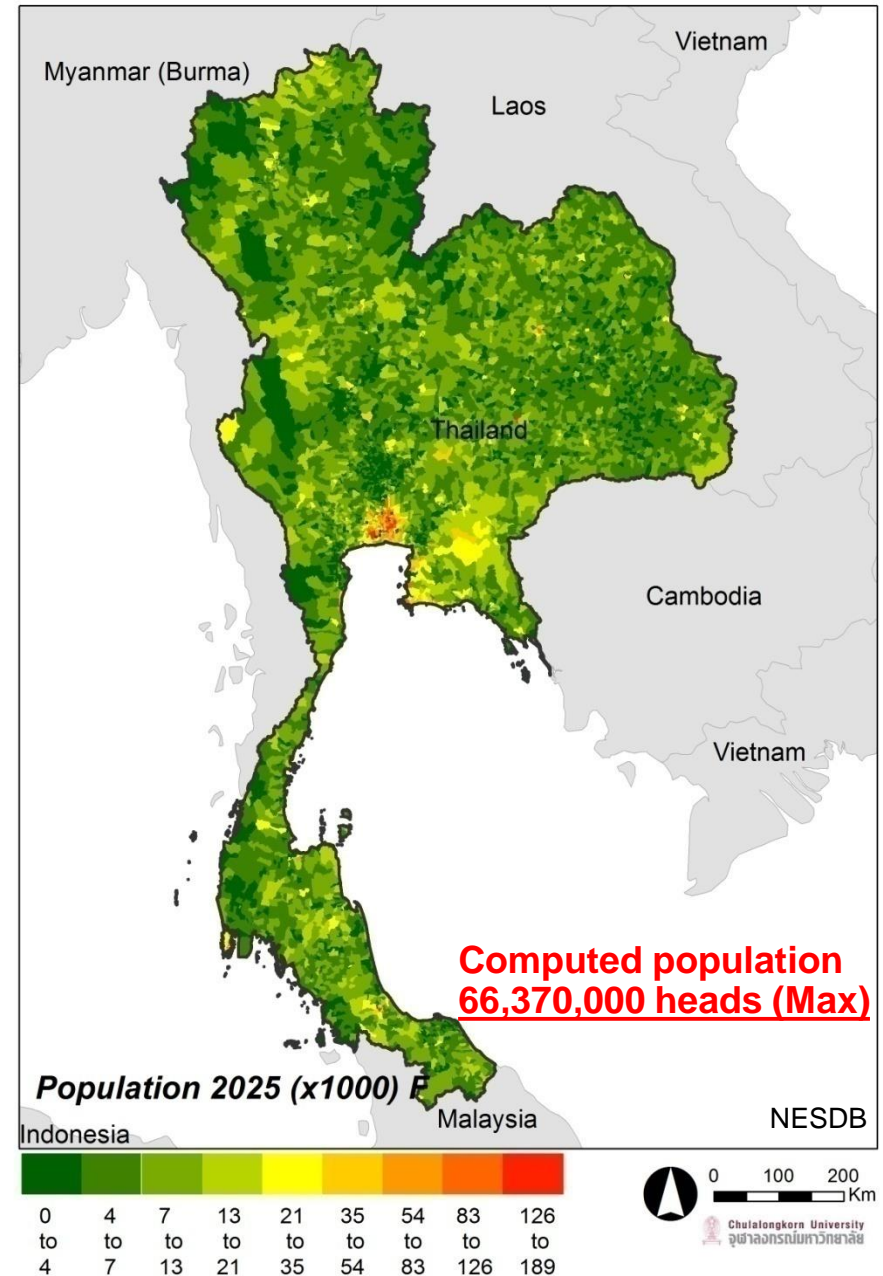 Vietnam
Myanmar (Burma)
Laos
Thailand
Cambodia
Vietnam
Computed population
66,370,000 heads (Max)
Population 2025 (x1000) F
Malaysia
NESDB
Indonesia
0 4 7 13 21 35 54 83 126
to to to to to to to to to
4 7 13 21 35 54 83 126 189
0 100 200
Km
Chulalongkorn University
จุฬาลงกรณ์มหาวิทยาลัย